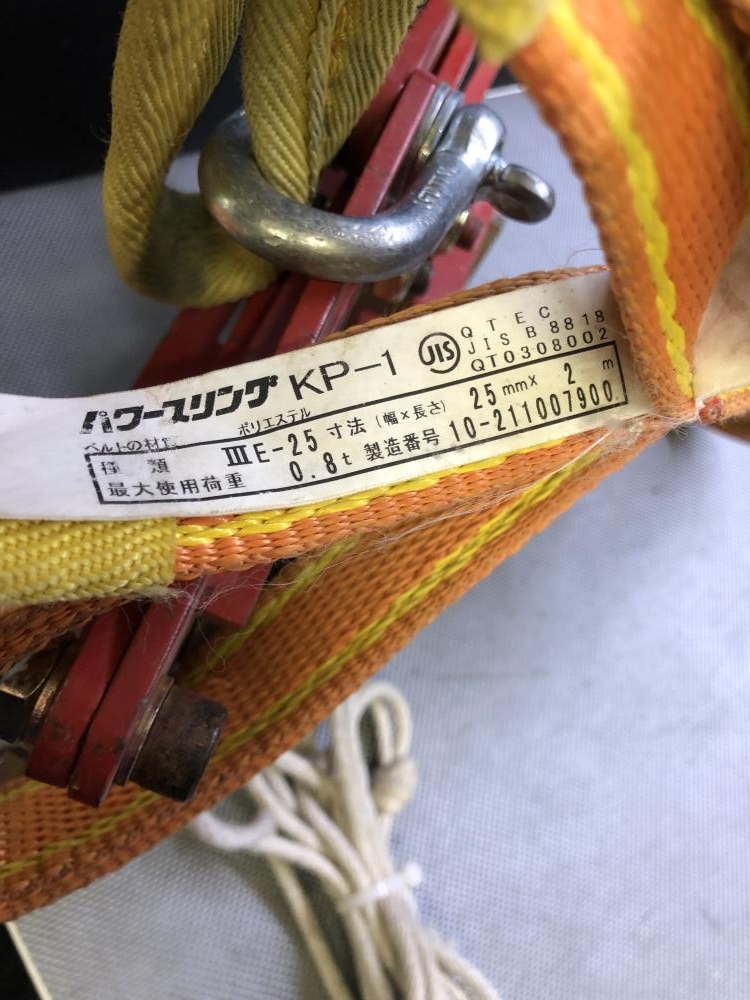 パワースリング KP-1 JIS Q T E C
J I S B 8818
QT0308002
ベルトの材質 ポリエステル
種類 ⅢE-25 寸法(幅×長さ) 25mm× 2 m
最大使用荷重 0.8t 製造番号 10-211007900